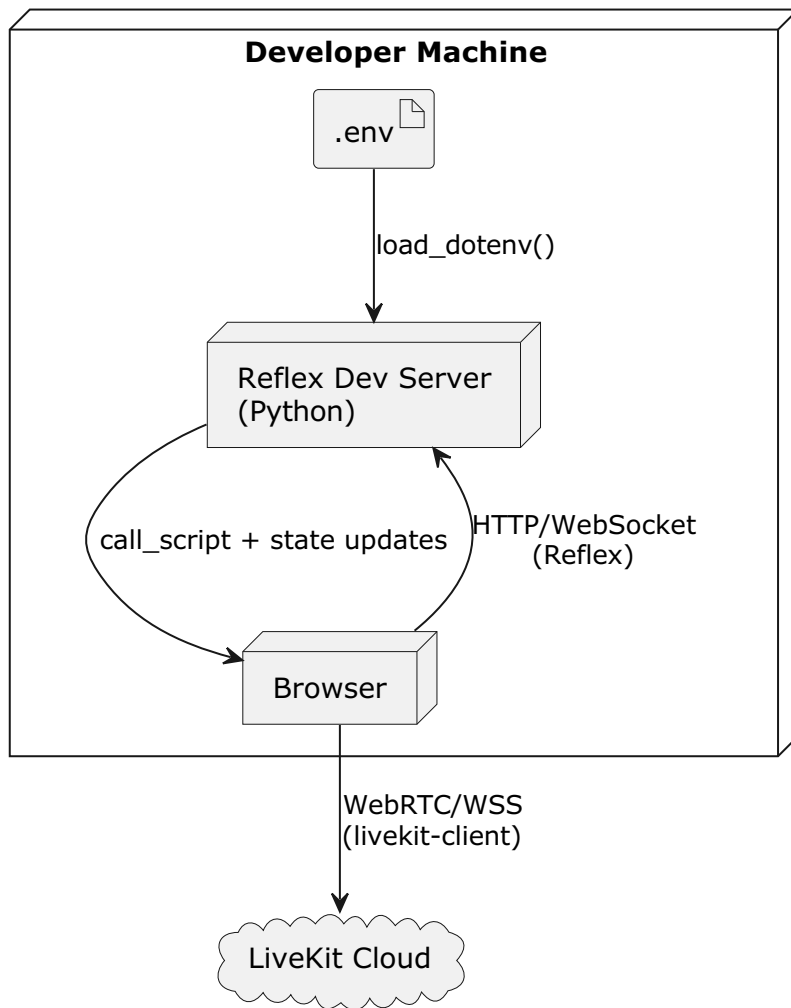 Developer Machine
.env
load_dotenv()
Reflex Dev Server
(Python)
call_script + state updates
HTTP/WebSocket
(Reflex)
Browser
WebRTC/WSS
(livekit-client)
LiveKit Cloud